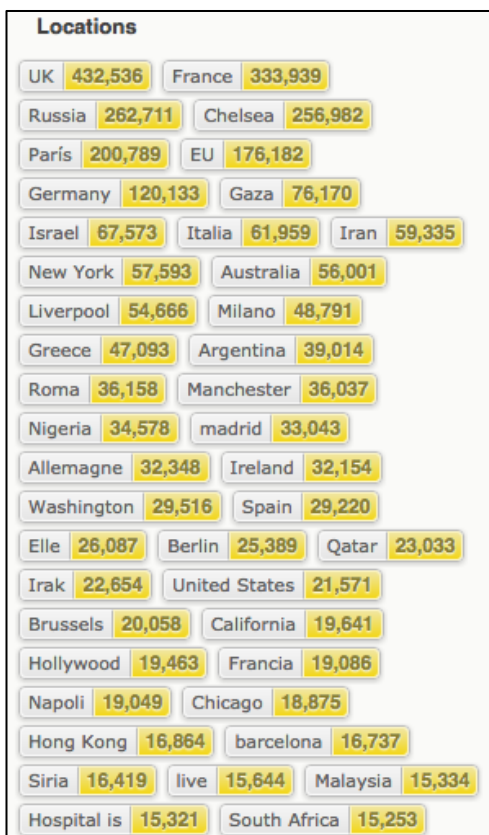 Locations
UK 432,536 France 333,939
Russia 262,711 Chelsea 256,982
París 200,789 EU 176,182
Germany 120,133 Gaza 76,170
Israel 67,573 Italia 61,959 Iran 59,335
New York 57,593 Australia 56,001
Liverpool 54,666 Milano 48,791
Greece 47,093 Argentina 39,014
Roma 36,158 Manchester 36,037
Nigeria 34,578 madrid 33,043
Allemagne 32,348 Ireland 32,154
Washington 29,516 Spain 29,220
Elle 26,087 Berlin 25,389 Qatar 23,033
Irak 22,654 United States 21,571
Brussels 20,058 California 19,641
Hollywood 19,463 Francia 19,086
Napoli 19,049 Chicago 18,875
Hong Kong 16,864 barcelona 16,737
Siria 16,419 live 15,644 Malaysia 15,334
Hospital is 15,321 South Africa 15,253